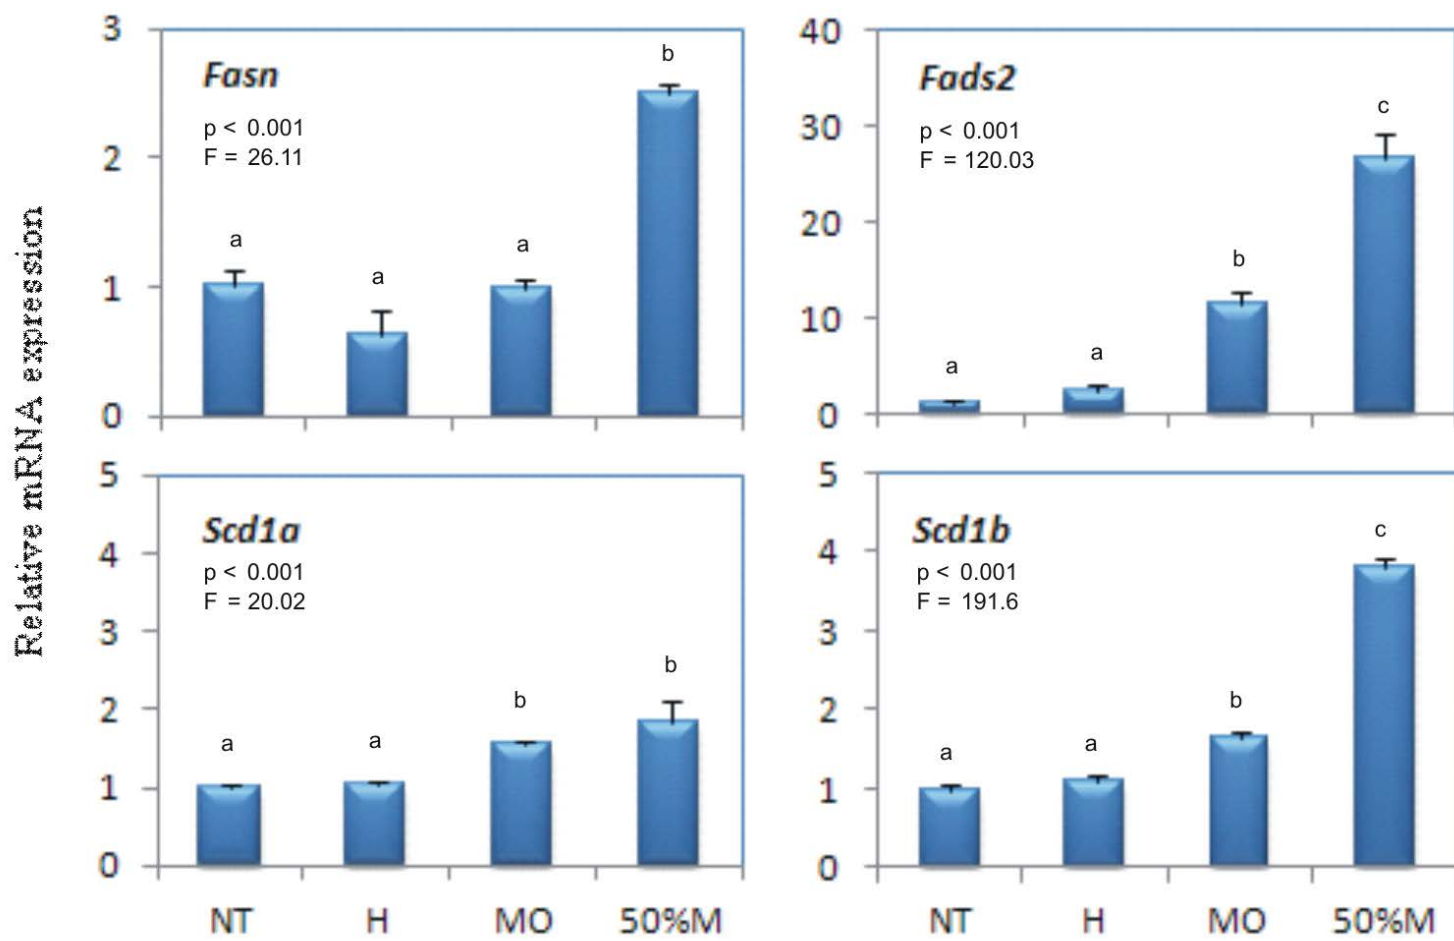 Relative mRNA expression
Fasn
p < 0.001
F = 26.11
3
2
1
0
a
a
a
b
Fads2
p < 0.001
F = 120.03
40
30
20
10
0
a
a
b
c
Scd1a
p < 0.001
F = 20.02
5
4
3
2
1
0
a
a
b
b
NT H MO 50%M
Scd1b
p < 0.001
F = 191.6
5
4
3
2
1
0
a
a
b
c
NT H MO 50%M